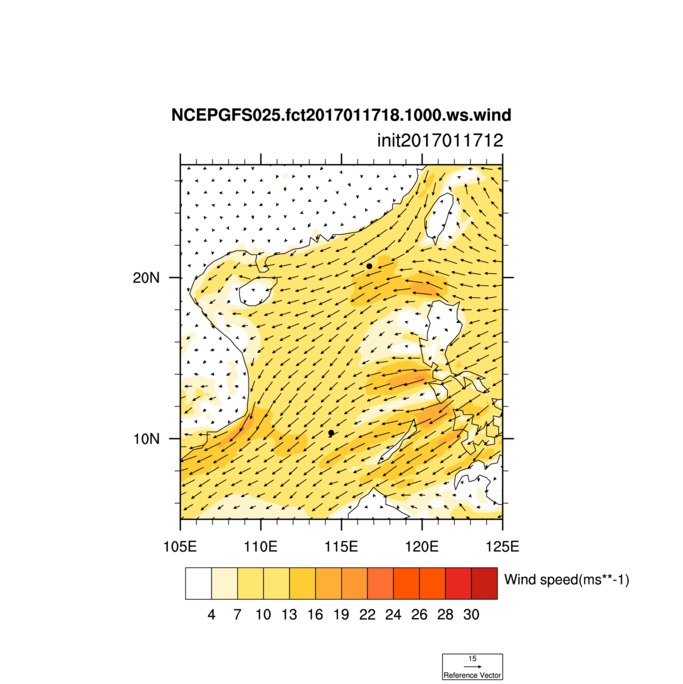 NCEPGFS025.fct2017011718.1000.ws.wind
init2017011712
20N
10N
105E 110E 115E 120E 125E
Wind speed(ms**-1)
4 7 10 13 16 19 22 24 26 28 30
15
Reference Vector